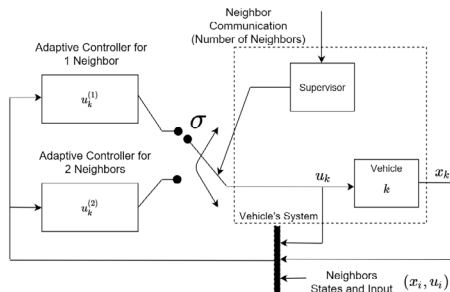 Neighbor
Communication
(Number of Neighbors)
Adaptive Controller for
1 Neighbor
u_k^{(1)}
σ
Supervisor
Adaptive Controller for
2 Neighbors
u_k^{(2)}
u_k
Vehicle
k
x_k
Vehicle's System
Neighbors
States and Input
(x_i, u_i)